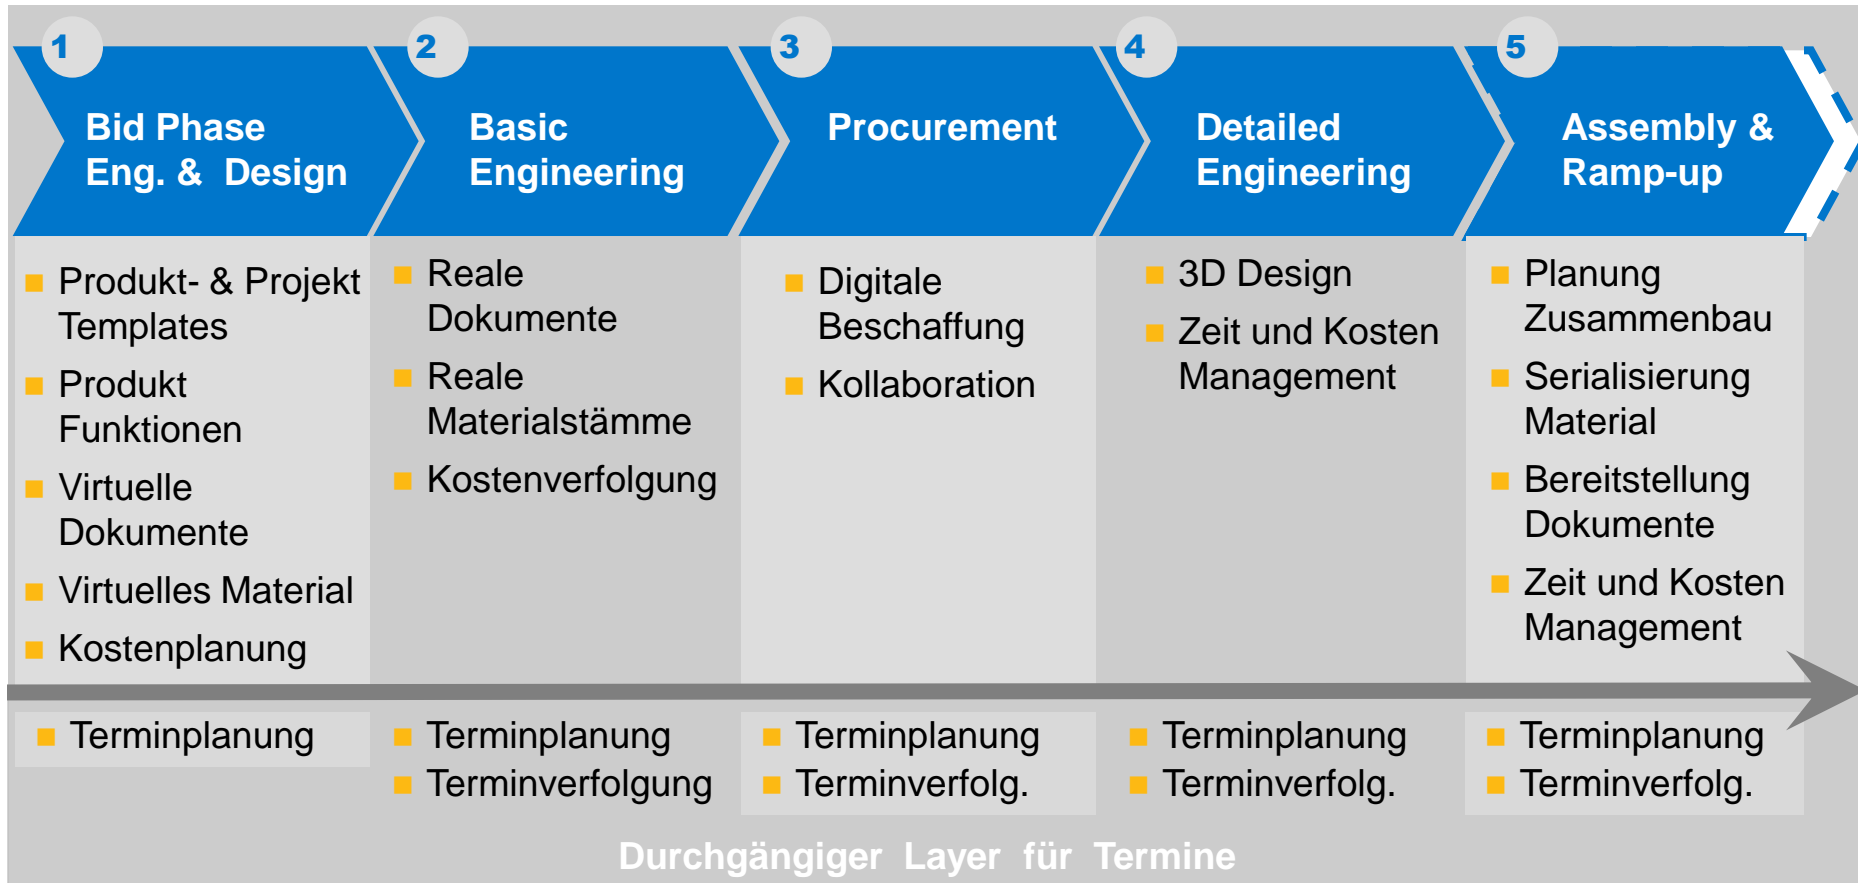 1
Bid Phase
Eng. & Design
2
Basic
Engineering
3
Procurement
4
Detailed
Engineering
5
Assembly &
Ramp-up
Produkt- & Projekt
Templates
Produkt
Funktionen
Virtuelle
Dokumente
Virtuelles Material
Kostenplanung
Reale
Dokumente
Reale
Materialstämme
Kostenverfolgung
Digitale
Beschaffung
Kollaboration
3D Design
Zeit und Kosten
Management
Planung
Zusammenbau
Serialisierung
Material
Bereitstellung
Dokumente
Zeit und Kosten
Management
Terminplanung
Terminplanung
Terminverfolgung
Terminplanung
Terminverfolg.
Terminplanung
Terminverfolg.
Terminplanung
Terminverfolg.
Durchgängiger Layer für Termine